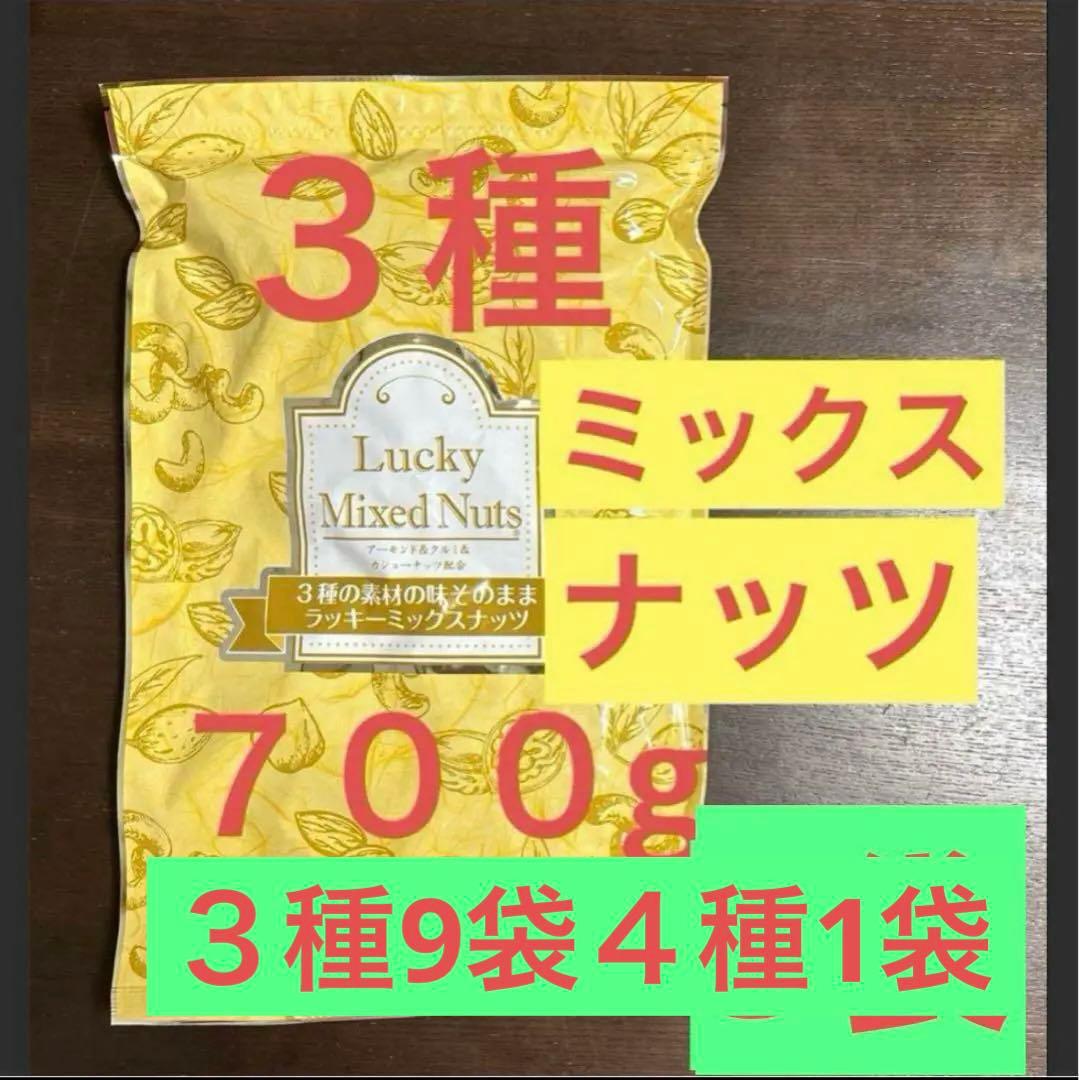 ３種
ミックス
Lucky
Mixed Nuts
アーモンド&クルミ&
カシューナッツ配合
ナッツ
３種の素材の味そのまま
ラッキーミックスナッツ
７００g
３種9袋４種1袋